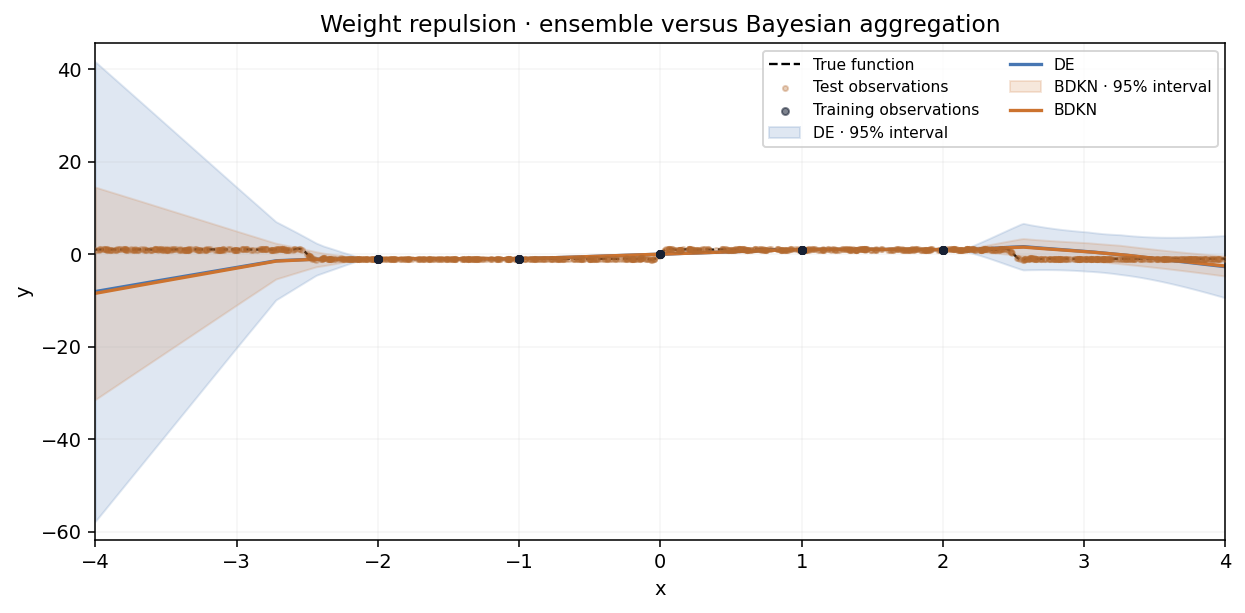 Weight repulsion · ensemble versus Bayesian aggregation
True function
Test observations
Training observations
DE · 95% interval
DE
BDKN · 95% interval
BDKN
y
40
20
0
−20
−40
−60
−4
−3
−2
−1
0
1
2
3
4
x